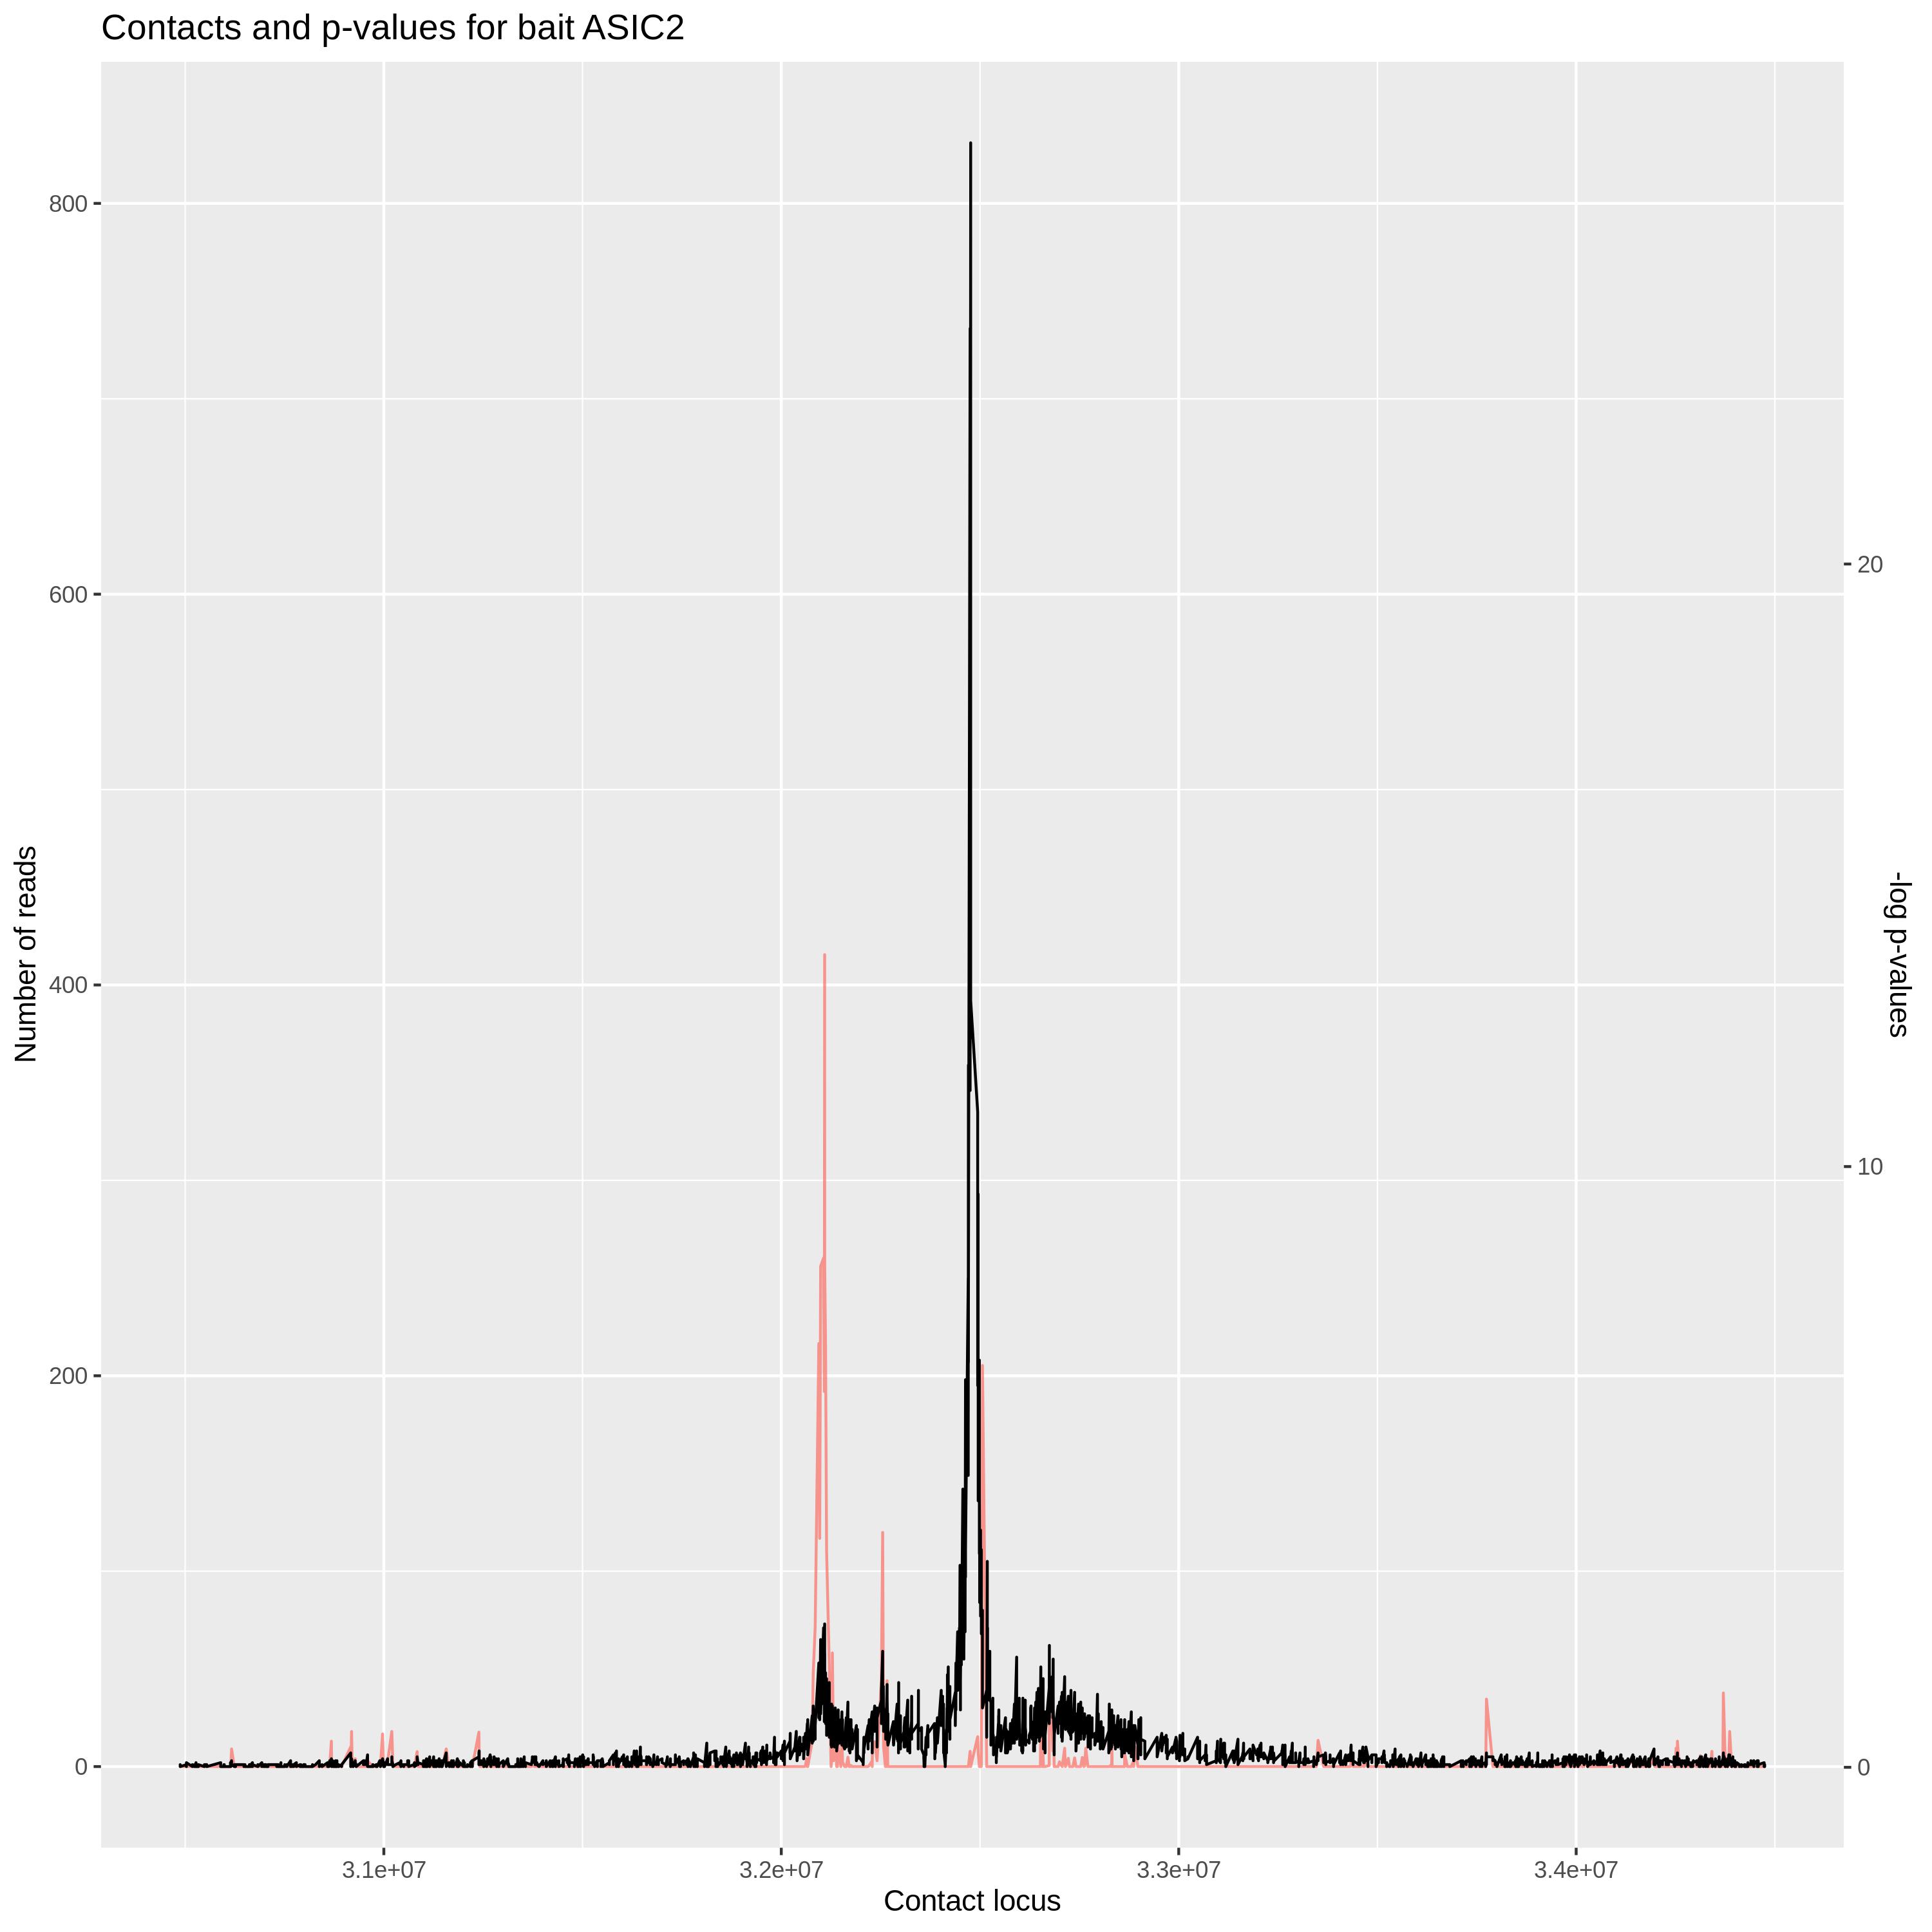 Contacts and p-values for bait ASIC2
Number of reads
800
600
400
200
0
20
10
0
-log p-values
3.1e+07
3.2e+07
3.3e+07
3.4e+07
Contact locus